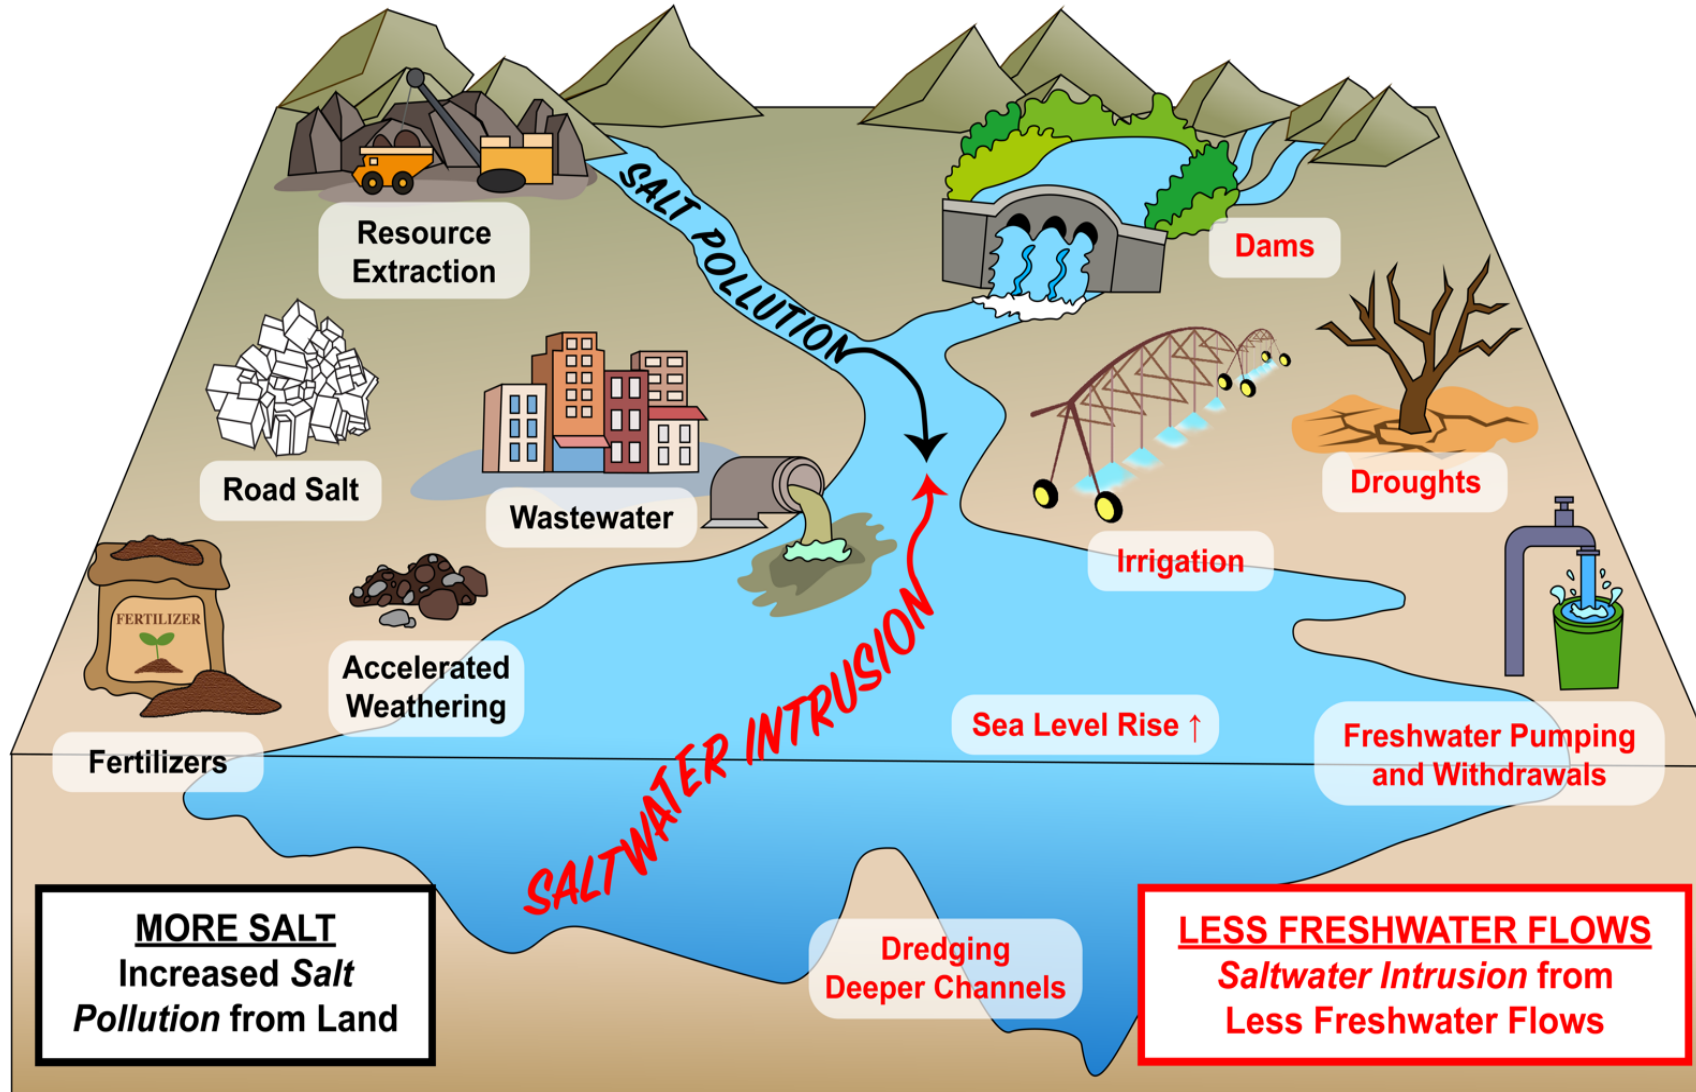 SALT POLLUTION
Resource
Extraction
Dams
Road Salt
Wastewater
Droughts
Irrigation
FERTILIZER
Accelerated
Weathering
Fertilizers
SALTWATER INTRUSION
Sea Level Rise ↑
Freshwater Pumping
and Withdrawals
Dredging
Deeper Channels
MORE SALT
Increased Salt
Pollution from Land
LESS FRESHWATER FLOWS
Saltwater Intrusion from
Less Freshwater Flows